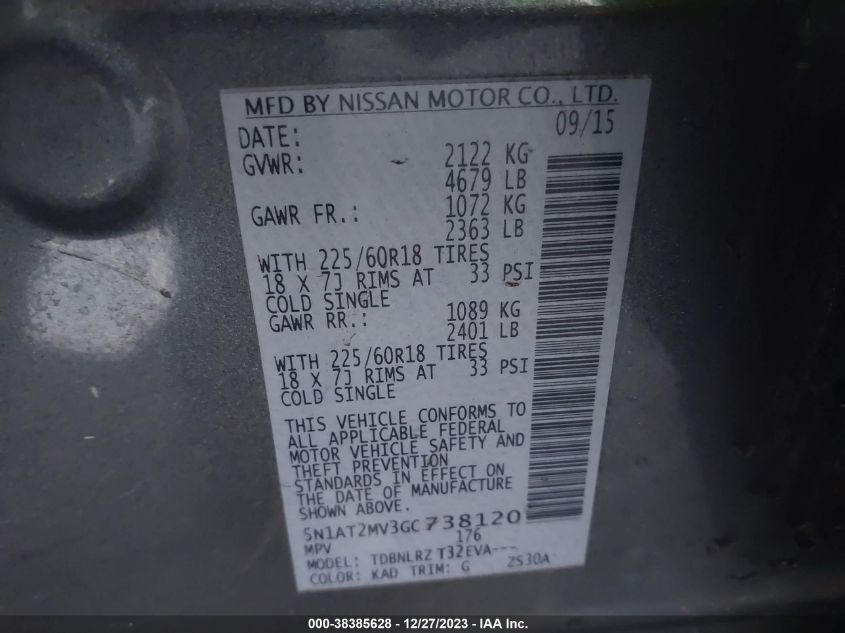 MFD BY NISSAN MOTOR CO., LTD.
DATE: 09/15
GVWR: 2122 KG
4679 LB
GAWR FR.: 1072 KG
2363 LB
WITH 225/60R18 TIRES
18 X 7J RIMS AT 33 PSI
COLD SINGLE
GAWR RR.: 1089 KG
2401 LB
WITH 225/60R18 TIRES
18 X 7J RIMS AT 33 PSI
COLD SINGLE
THIS VEHICLE CONFORMS TO
ALL APPLICABLE FEDERAL
MOTOR VEHICLE SAFETY AND
THEFT PREVENTION
STANDARDS IN EFFECT ON
THE DATE OF MANUFACTURE
SHOWN ABOVE.
5N1AT2MV3GC738120
MPV 176
MODEL: TDBNLRZ T32EVA---
COLOR: KAD TRIM: G ZS30A
000-38385628 - 12/27/2023 - IAA Inc.